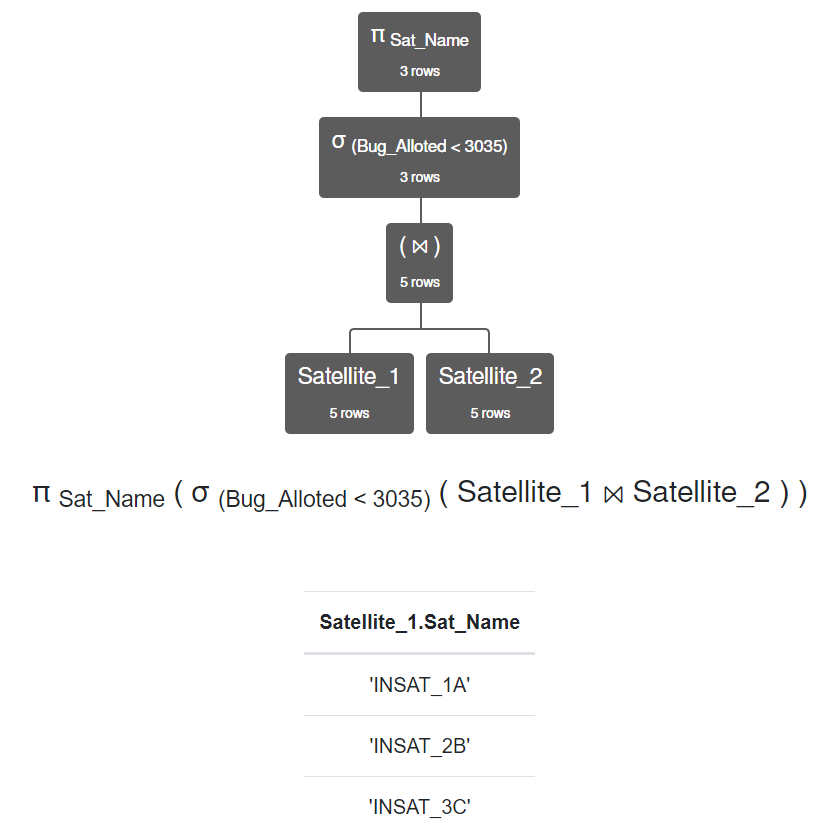 π Sat_Name
3 rows
σ (Bug_Alloted < 3035)
3 rows
( ⋈ )
5 rows
Satellite_1
5 rows
Satellite_2
5 rows
π Sat_Name ( σ (Bug_Alloted < 3035) ( Satellite_1 ⋈ Satellite_2 ) )
Satellite_1.Sat_Name
'INSAT_1A'
'INSAT_2B'
'INSAT_3C'